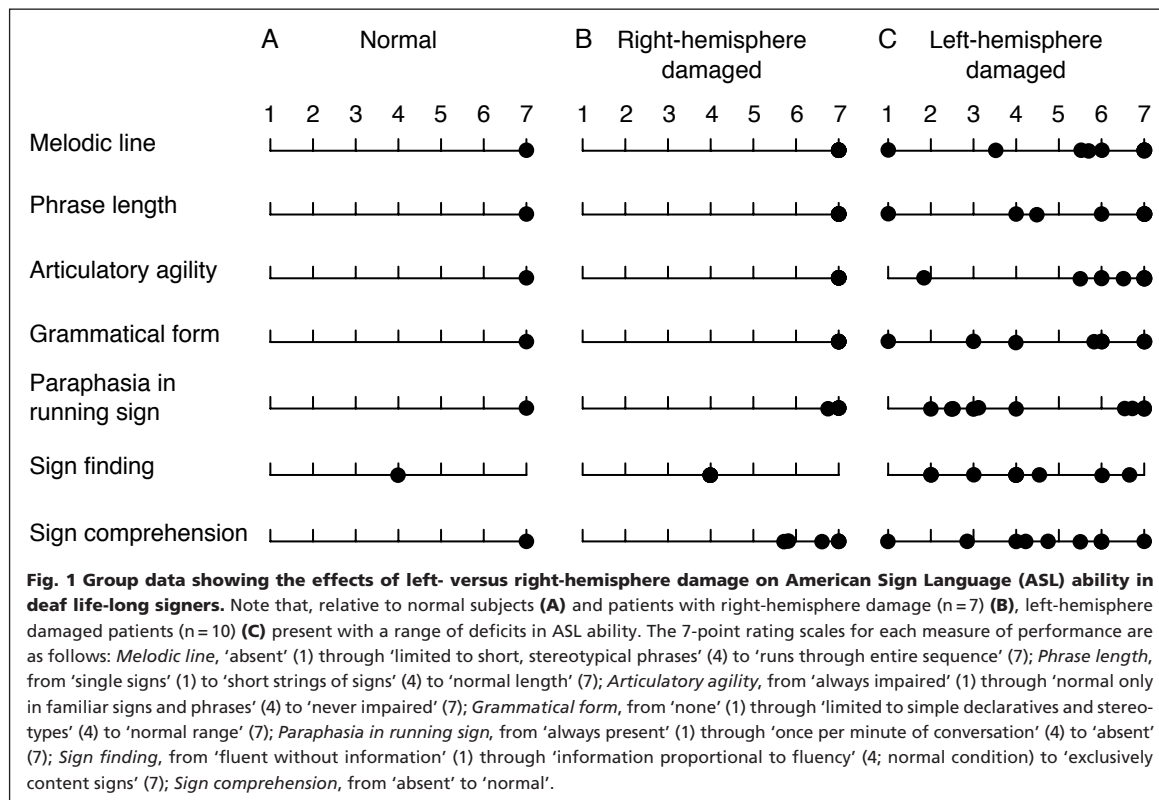 A Normal B Right-hemisphere damaged C Left-hemisphere damaged
1 2 3 4 5 6 7 1 2 3 4 5 6 7 1 2 3 4 5 6 7
Melodic line
Phrase length
Articulatory agility
Grammatical form
Paraphasia in
running sign
Sign finding
Sign comprehension
Fig. 1 Group data showing the effects of left- versus right-hemisphere damage on American Sign Language (ASL) ability in
deaf life-long signers. Note that, relative to normal subjects (A) and patients with right-hemisphere damage (n = 7) (B), left-hemisphere
damaged patients (n = 10) (C) present with a range of deficits in ASL ability. The 7-point rating scales for each measure of performance are
as follows: Melodic line, ‘absent’ (1) through ‘limited to short, stereotypical phrases’ (4) to ‘runs through entire sequence’ (7); Phrase length,
from ‘single signs’ (1) to ‘short strings of signs’ (4) to ‘normal length’ (7); Articulatory agility, from ‘always impaired’ (1) through ‘normal only
in familiar signs and phrases’ (4) to ‘never impaired’ (7); Grammatical form, from ‘none’ (1) through ‘limited to simple declaratives and stereo-
types’ (4) to ‘normal range’ (7); Paraphasia in running sign, from ‘always present’ (1) through ‘once per minute of conversation’ (4) to ‘absent’
(7); Sign finding, from ‘fluent without information’ (1) through ‘information proportional to fluency’ (4; normal condition) to ‘exclusively
content signs’ (7); Sign comprehension, from ‘absent’ to ‘normal’.